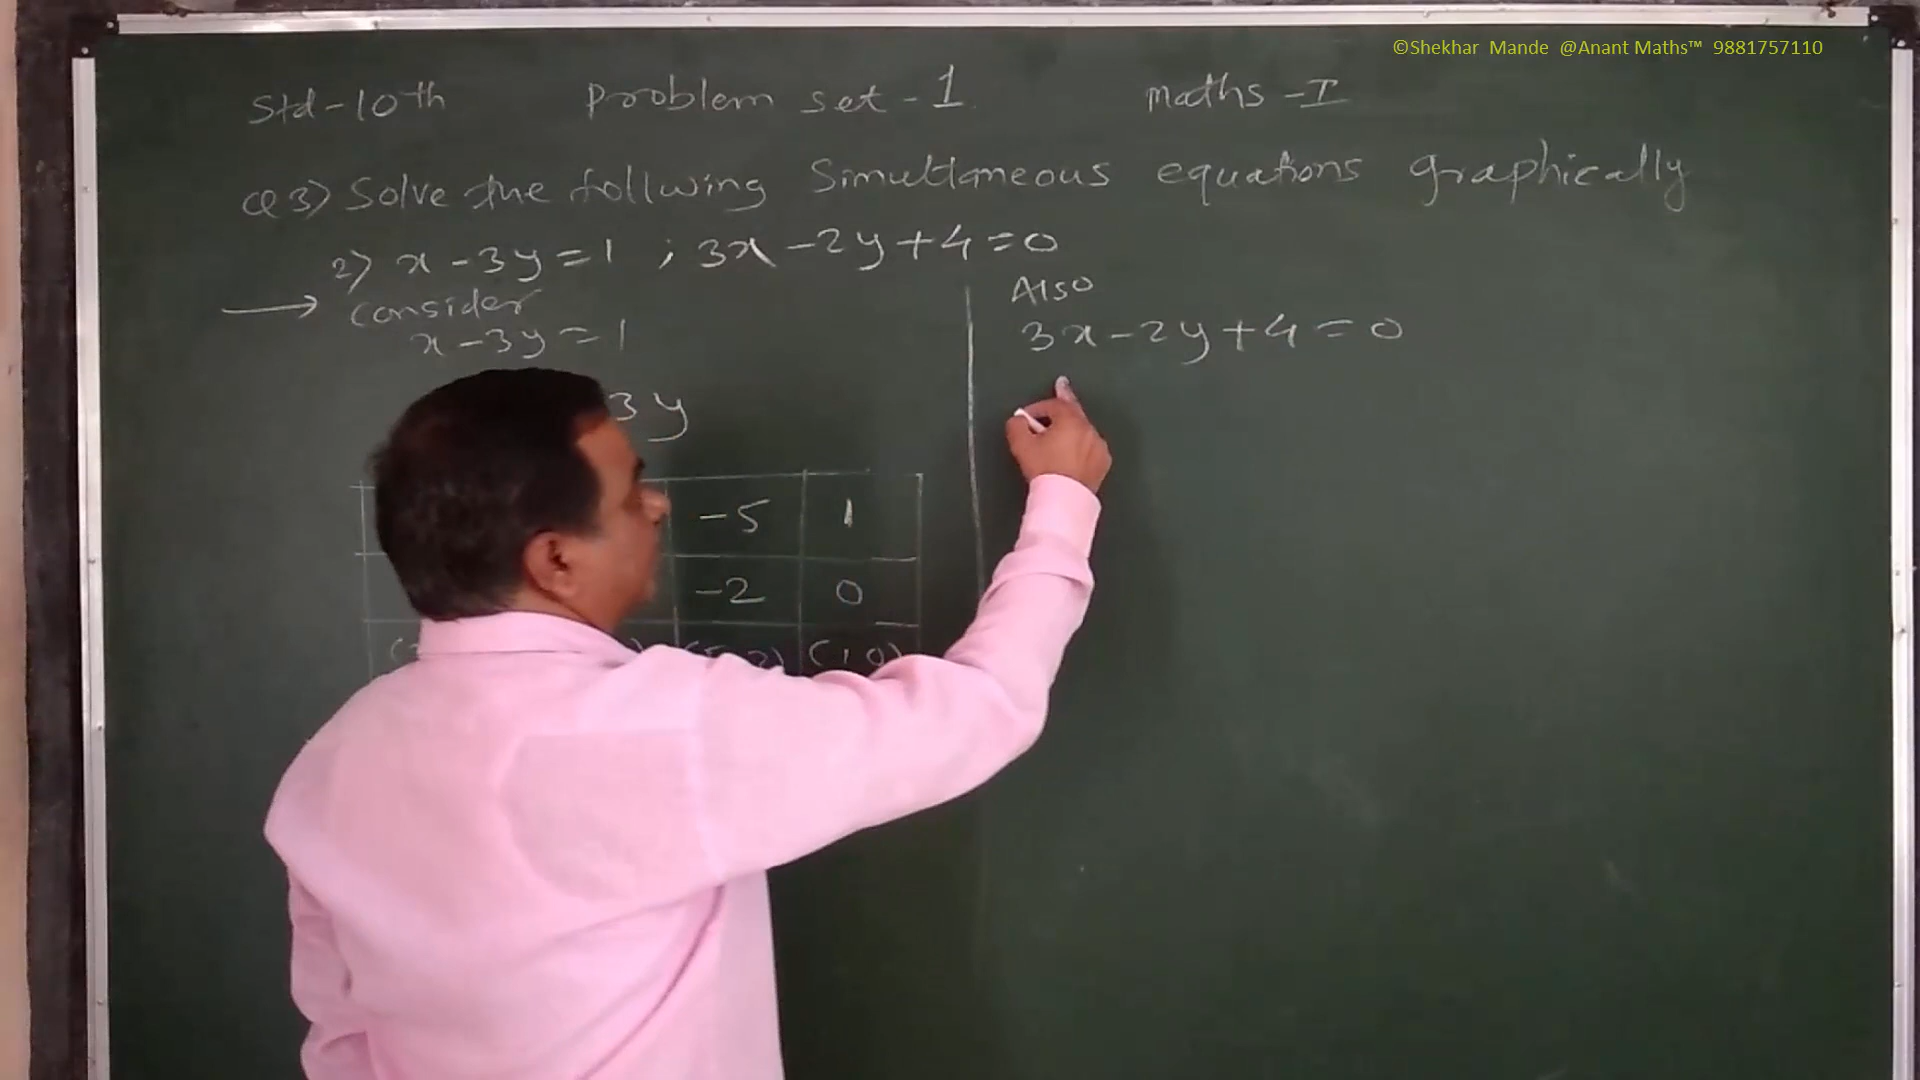 ©Shekhar Mande @Anant Maths™ 9881757110
Std-10th Problem set-1 Maths-I
Q3) Solve the follwing Simultaneous equations graphically
2) x-3y=1 ; 3x-2y+4=0
consider
x-3y=1
3y
-5 1
-2 0
(1,0)
Also
3x-2y+4=0